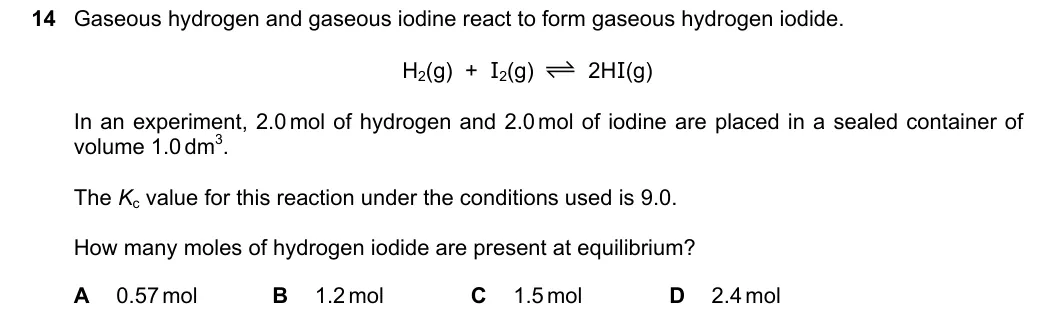 14 Gaseous hydrogen and gaseous iodine react to form gaseous hydrogen iodide.
H₂(g) + I₂(g) ⇌ 2HI(g)
In an experiment, 2.0 mol of hydrogen and 2.0 mol of iodine are placed in a sealed container of
volume 1.0 dm³.
The Kc value for this reaction under the conditions used is 9.0.
How many moles of hydrogen iodide are present at equilibrium?
A 0.57 mol B 1.2 mol C 1.5 mol D 2.4 mol